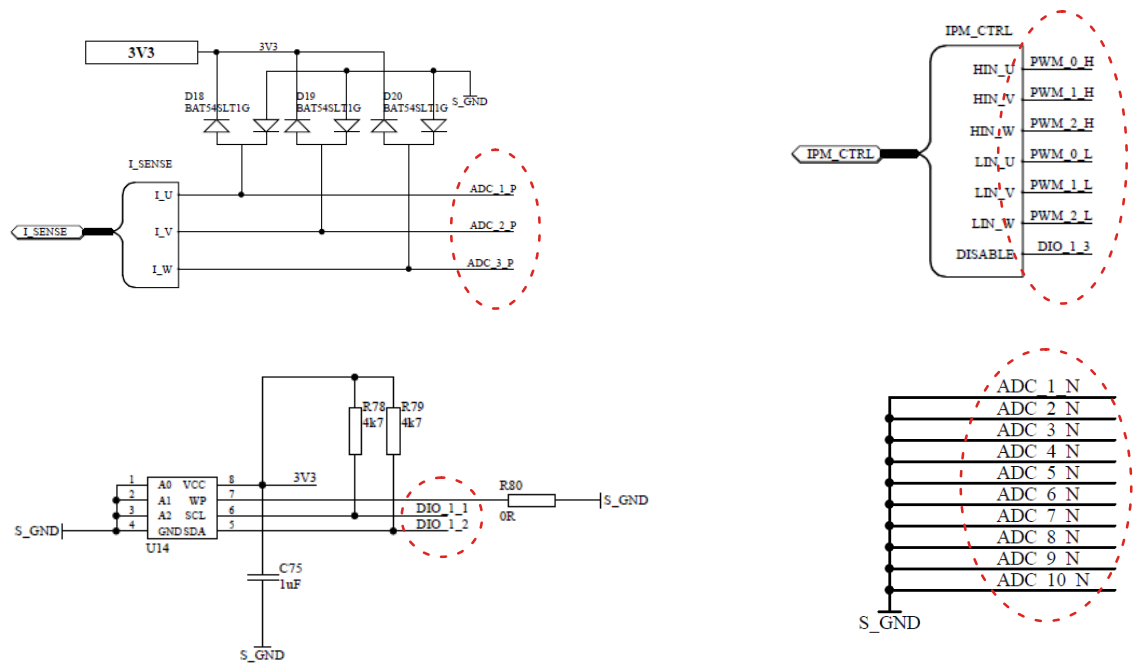 3V3
3V3
D18
BAT54SLT1G
D19
BAT54SLT1G
D20
BAT54SLT1G
S_GND
I_SENSE
I_SENSE
I_U
I_V
I_W
ADC_1_P
ADC_2_P
ADC_3_P
IPM_CTRL
IPM_CTRL
HIN_U
PWM_0_H
HIN_V
PWM_1_H
HIN_W
PWM_2_H
LIN_U
PWM_0_L
LIN_V
PWM_1_L
LIN_W
PWM_2_L
DISABLE
DIO_1_3
R78
4k7
R79
4k7
1 A0 VCC 8
3V3
2 A1 WP 7
3 A2 SCL 6
4 GND SDA 5
S_GND
U14
DIO_1_1
DIO_1_2
R80
0R
S_GND
C75
1uF
S_GND
ADC_1_N
ADC_2_N
ADC_3_N
ADC_4_N
ADC_5_N
ADC_6_N
ADC_7_N
ADC_8_N
ADC_9_N
ADC_10_N
S_GND